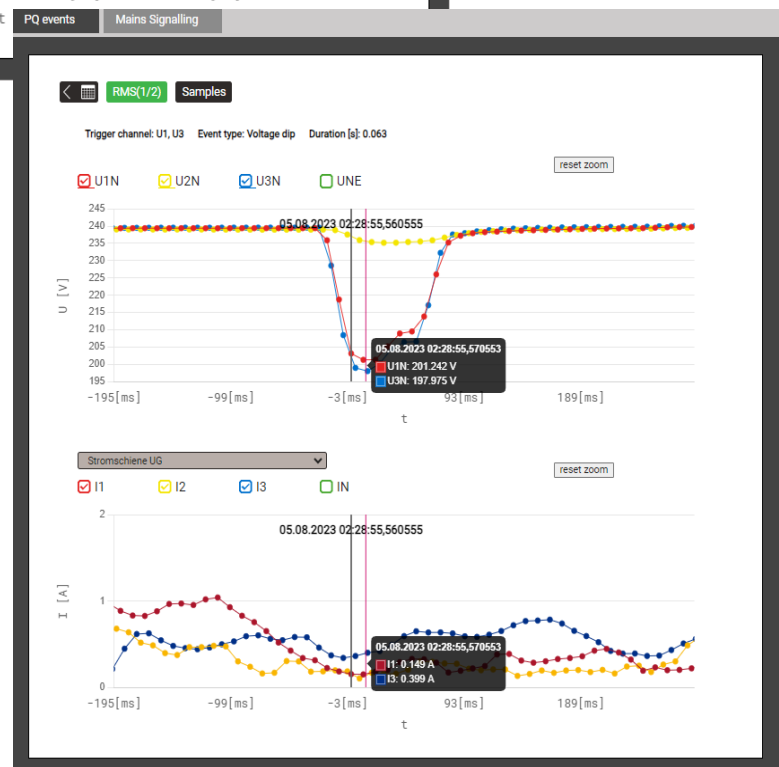 t
PQ events Mains Signalling
RMS(1/2) Samples
Trigger channel: U1, U3 Event type: Voltage dip Duration [s]: 0.063
reset zoom
U1N U2N U3N UNE
245
05.08.2023 02:28:55,560555
240
235
230
225
220
215
210
205
200
195
U [V]
05.08.2023 02:28:55,570553
U1N: 201.242 V
U3N: 197.975 V
-195[ms] -99[ms] -3[ms] 93[ms] 189[ms]
t
Stromschiene UG
reset zoom
I1 I2 I3 IN
2
05.08.2023 02:28:55,560555
1
I [A]
05.08.2023 02:28:55,570553
I1: 0.149 A
I3: 0.399 A
0
-195[ms] -99[ms] -3[ms] 93[ms] 189[ms]
t